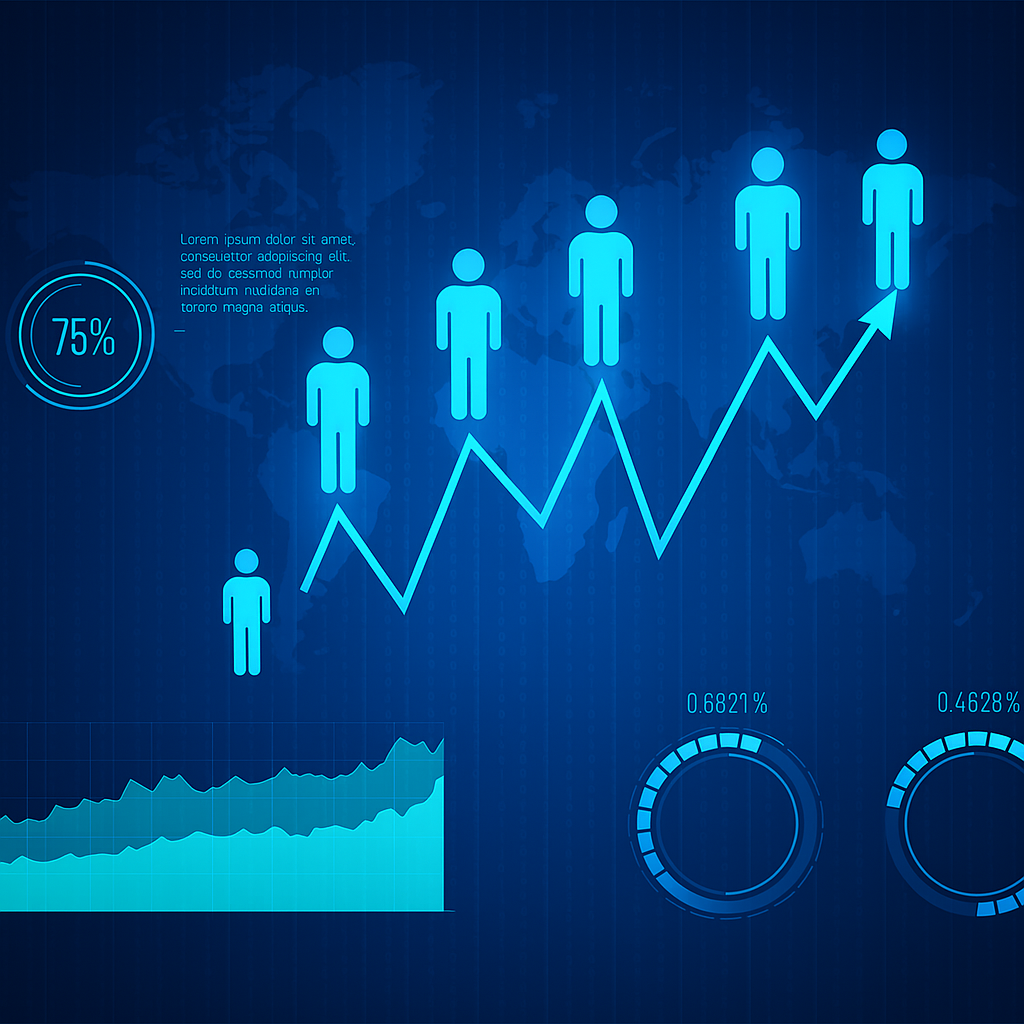 Lorem ipsum dolor sit amet,
conseuettor adopiiscing elit.
sed do cessmod rumplor
inciddtum nudidana en
tororo magna atiqus.
75%
0.6821%
0.4628%